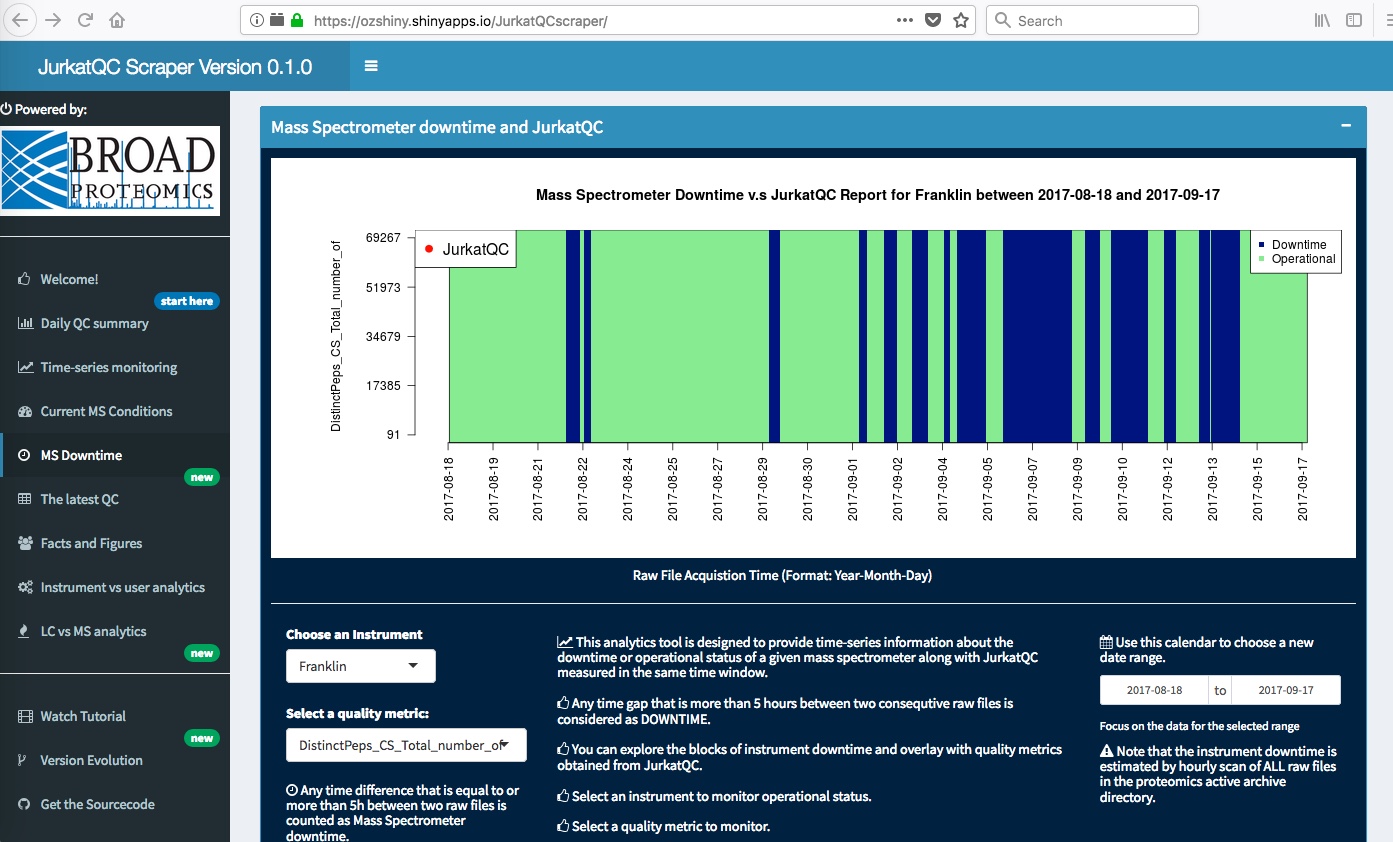 https://ozshiny.shinyapps.io/JurkatQCscraper/
Search
JurkatQC Scraper Version 0.1.0
Powered by:
BROAD
PROTEOMICS
Welcome!
start here
Daily QC summary
Time-series monitoring
Current MS Conditions
MS Downtime
new
The latest QC
Facts and Figures
Instrument vs user analytics
LC vs MS analytics
new
Watch Tutorial
new
Version Evolution
Get the Sourcecode
Mass Spectrometer downtime and JurkatQC
Mass Spectrometer Downtime v.s JurkatQC Report for Franklin between 2017-08-18 and 2017-09-17
DistinctPeps_CS_Total_number_of
69267
51973
34679
17385
91
JurkatQC
Downtime
Operational
2017-08-18
2017-08-19
2017-08-21
2017-08-22
2017-08-24
2017-08-25
2017-08-27
2017-08-29
2017-08-30
2017-09-01
2017-09-02
2017-09-04
2017-09-05
2017-09-07
2017-09-09
2017-09-10
2017-09-12
2017-09-13
2017-09-15
2017-09-17
Raw File Acquistion Time (Format: Year-Month-Day)
Choose an Instrument
Franklin
Select a quality metric:
DistinctPeps_CS_Total_number_of
Any time difference that is equal to or
more than 5h between two raw files is
counted as Mass Spectrometer
downtime.
This analytics tool is designed to provide time-series information about the
downtime or operational status of a given mass spectrometer along with JurkatQC
measured in the same time window.
Any time gap that is more than 5 hours between two consequtive raw files is
considered as DOWNTIME.
You can explore the blocks of instrument downtime and overlay with quality metrics
obtained from JurkatQC.
Select an instrument to monitor operational status.
Select a quality metric to monitor.
Use this calendar to choose a new
date range.
2017-08-18 to 2017-09-17
Focus on the data for the selected range
Note that the instrument downtime is
estimated by hourly scan of ALL raw files
in the proteomics active archive
directory.